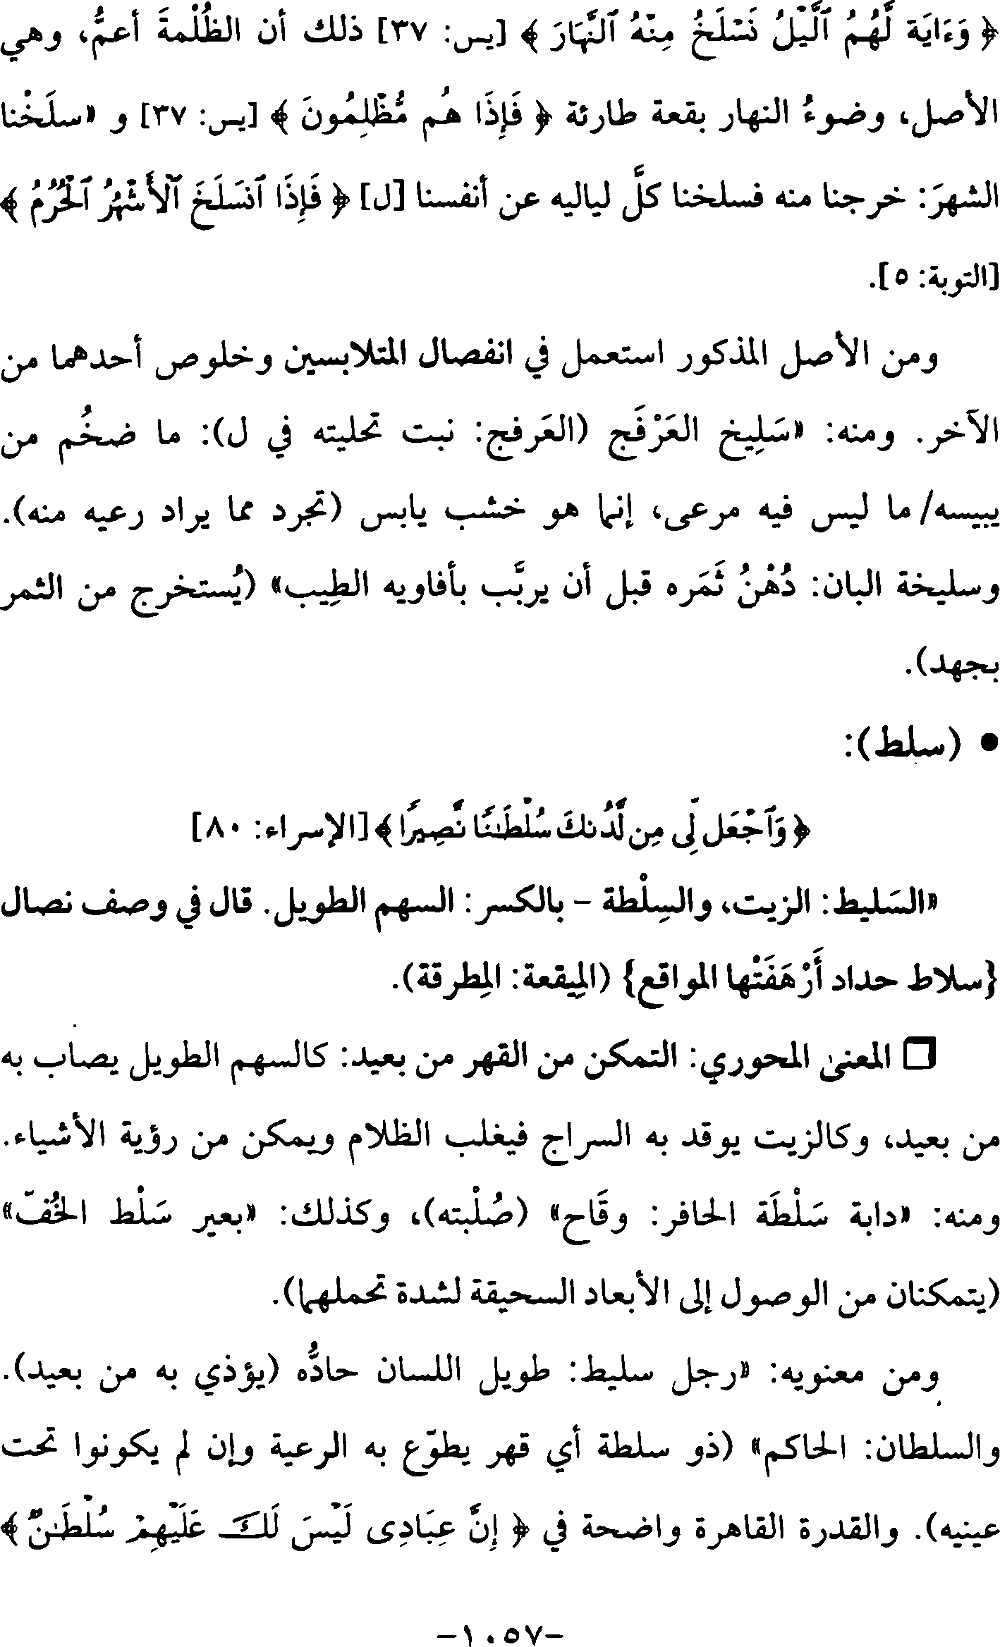 ﴿ وَءَايَة لَّهُمُ ٱلَّيْلُ نَسْلَخُ مِنْهُ ٱلنَّهَارَ ﴾ [يس: ٣٧] ذلك أن الظُلْمةَ أعمُّ، وهي
الأصل، وضوءُ النهار بقعة طارئة ﴿ فَإِذَا هُم مُّظْلِمُونَ ﴾ [يس: ٣٧] و «سلَخْنا
الشهرَ: خرجنا منه فسلخنا كلَّ لياليه عن أنفسنا [ل] ﴿ فَإِذَا ٱنسَلَخَ ٱلْأَشْهُرُ ٱلْحُرُمُ ﴾
[التوبة: ٥].
ومن الأصل المذكور استعمل في انفصال المتلابسين وخلوص أحدهما من
الآخر. ومنه: «سَلِيخ العَرْفَج (العَرفج: نبت تحليته في ل): ما ضخُم من
يبيسه/ ما ليس فيه مرعى، إنما هو خشب يابس (تجرد مما يراد رعيه منه).
وسليخة البان: دُهْنُ ثَمَره قبل أن يربَّب بأفاويه الطِيب» (يُستخرج من الثمر
بجهد).
● (سلط):
﴿ وَٱجْعَل لِّى مِن لَّدُنكَ سُلْطَـٰنًا نَّصِيرًا ﴾ [الإسراء: ٨٠]
«السَليط: الزيت، والسِلْطة - بالكسر: السهم الطويل. قال في وصف نصال
{سلاط حداد أَرْهَفَتْها المواقع} (المِيقعة: المِطرقة).
❒ المعنى المحوري: التمكن من القهر من بعيد: كالسهم الطويل يصاب به
من بعيد، وكالزيت يوقد به السراج فيغلب الظلام ويمكن من رؤية الأشياء.
ومنه: «دابة سَلْطَة الحافر: وقَاح» (صُلْبته)، وكذلك: «بعير سَلْط الخُفّ»
(يتمكنان من الوصول إلى الأبعاد السحيقة لشدة تحملهما).
ومن معنويه: «رجل سليط: طويل اللسان حادُّه (يؤذي به من بعيد).
والسلطان: الحاكم» (ذو سلطة أي قهر يطوّع به الرعية وإن لم يكونوا تحت
عينيه). والقدرة القاهرة واضحة في ﴿ إِنَّ عِبَادِى لَيْسَ لَكَ عَلَيْهِمْ سُلْطَـٰنٌ ﴾
-١٠٥٧-